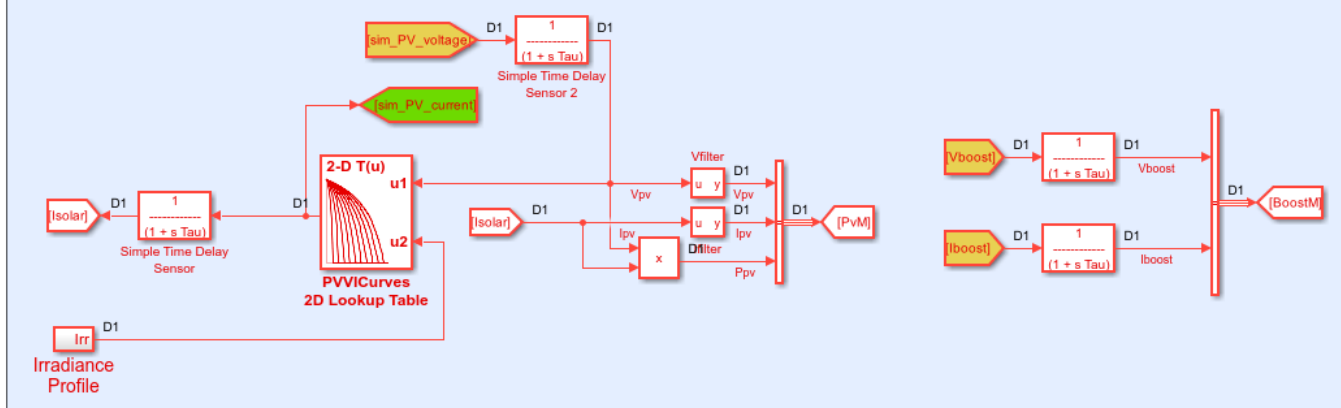 D1
D1
1
[sim_PV_voltage]
(1 + s Tau)
Simple Time Delay
Sensor 2
[sim_PV_current]
2-D T(u)
u1
u2
PVVICurves
2D Lookup Table
D1
D1
[Isolar]
1
(1 + s Tau)
Simple Time Delay
Sensor
D1
Irr
Irradiance
Profile
Vfilter
D1
u y
Vpv
Vpv
D1
[Isolar]
D1
u y
Ipv
Ipv
D1
x
Ppv
D1
[PvM]
D1
D1
[Vboost]
1
(1 + s Tau)
Vboost
D1
[BoostM]
D1
D1
[Iboost]
1
(1 + s Tau)
Iboost